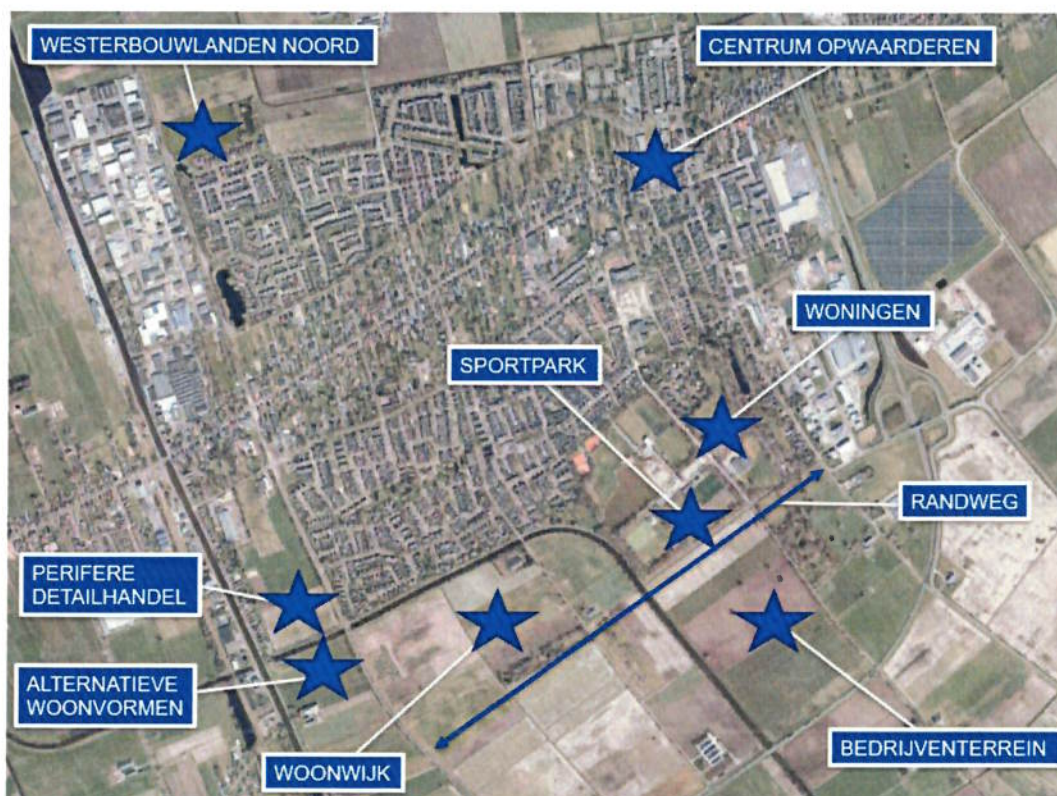 WESTERBOUWLANDEN NOORD
CENTRUM OPWAARDEREN
WONINGEN
SPORTPARK
RANDWEG
PERIFERE
DETAILHANDEL
ALTERNATIEVE
WOONVORMEN
WOONWIJK
BEDRIJVENTERREIN